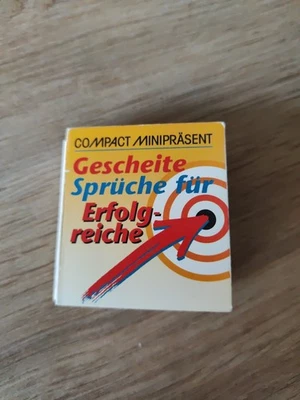 COMPACT MINIPRÄSENT
Gescheite
Sprüche für
Erfolg-
reiche